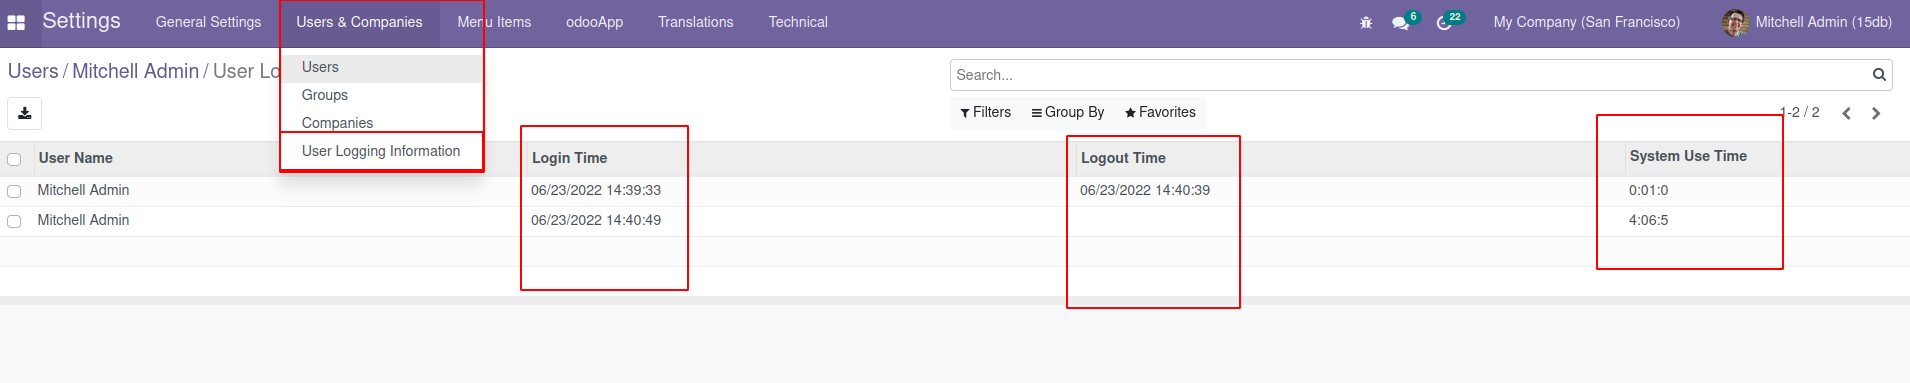 Settings General Settings Users & Companies Menu Items odooApp Translations Technical 6 22 My Company (San Francisco) Mitchell Admin (15db)
Users / Mitchell Admin / User Lo
Users
Groups
Companies
User Logging Information
Search...
Filters Group By Favorites 1-2 / 2
User Name Login Time Logout Time System Use Time
Mitchell Admin 06/23/2022 14:39:33 06/23/2022 14:40:39 0:01:0
Mitchell Admin 06/23/2022 14:40:49 4:06:5